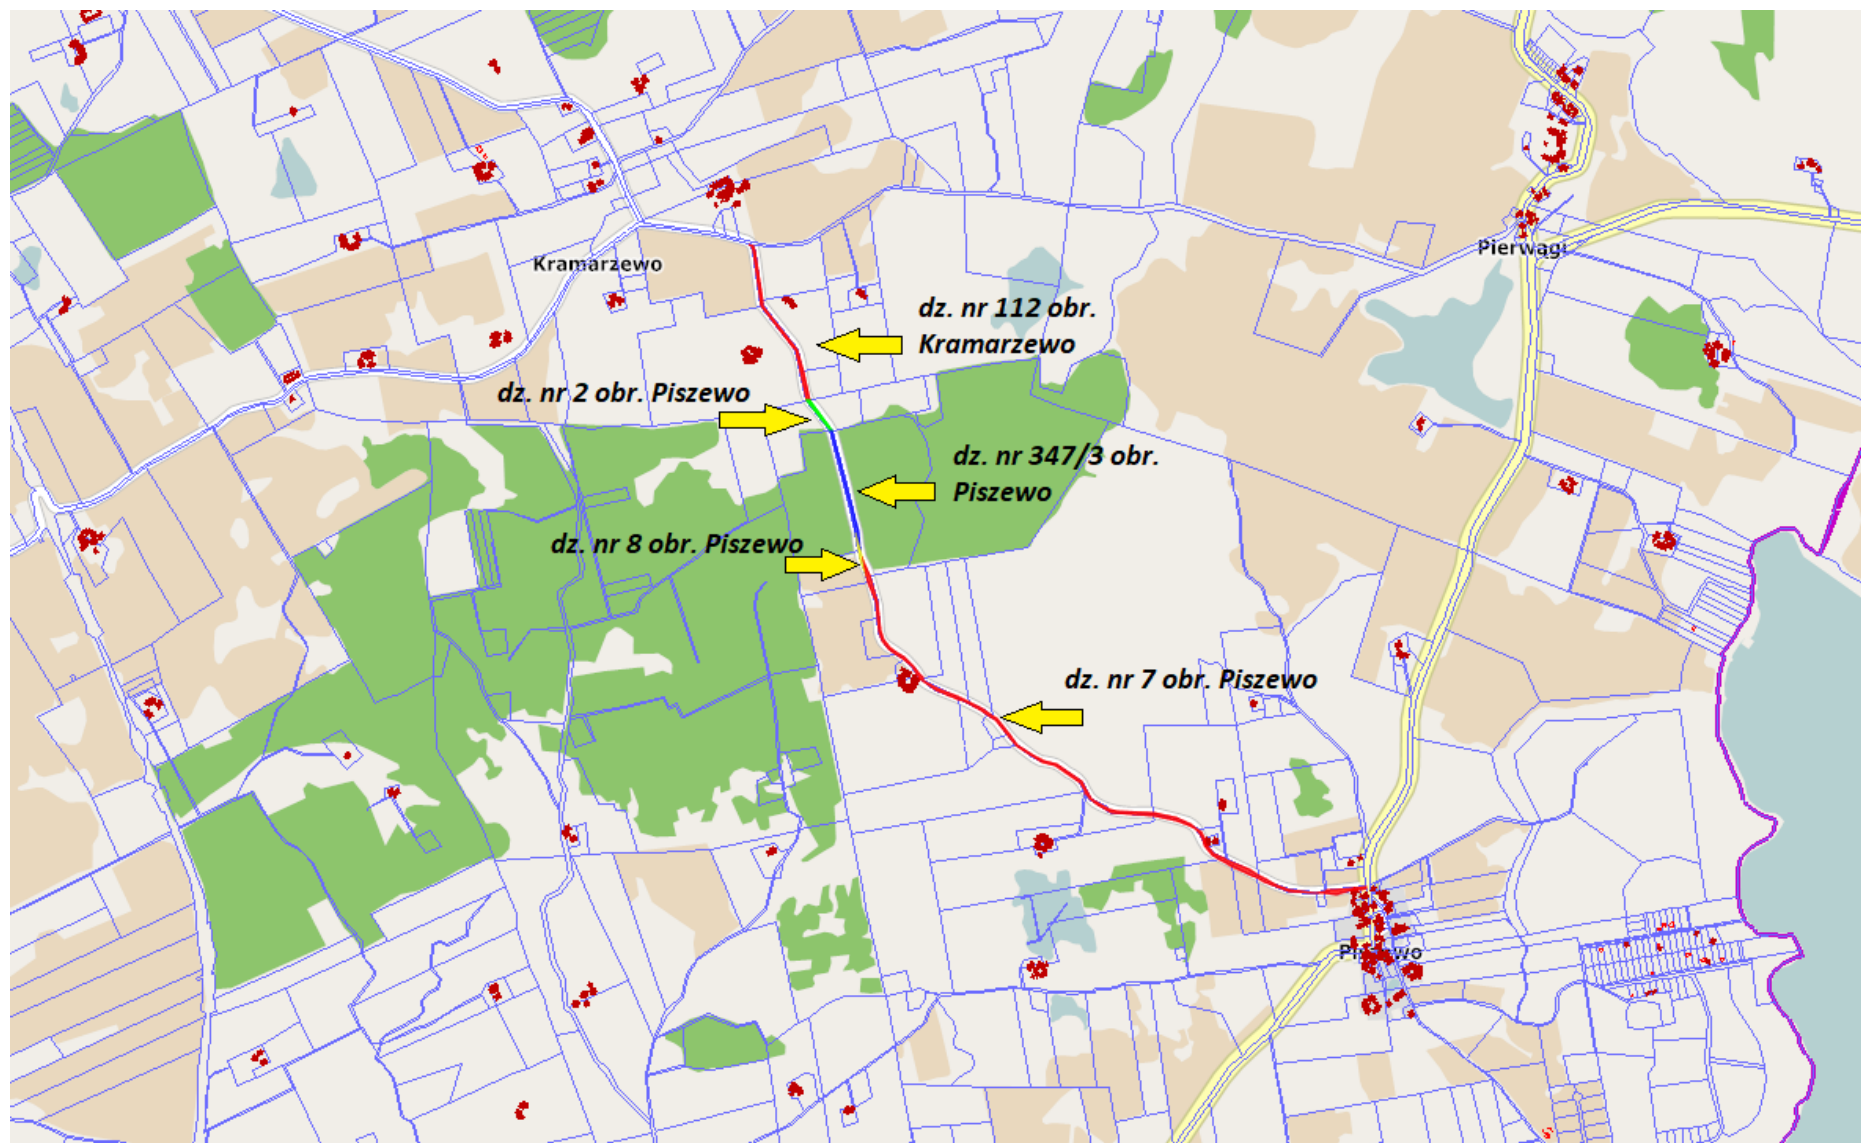 Pierwągi
Kramarzewo
dz. nr 112 obr.
Kramarzewo
dz. nr 2 obr. Piszewo
dz. nr 347/3 obr.
Piszewo
dz. nr 8 obr. Piszewo
dz. nr 7 obr. Piszewo